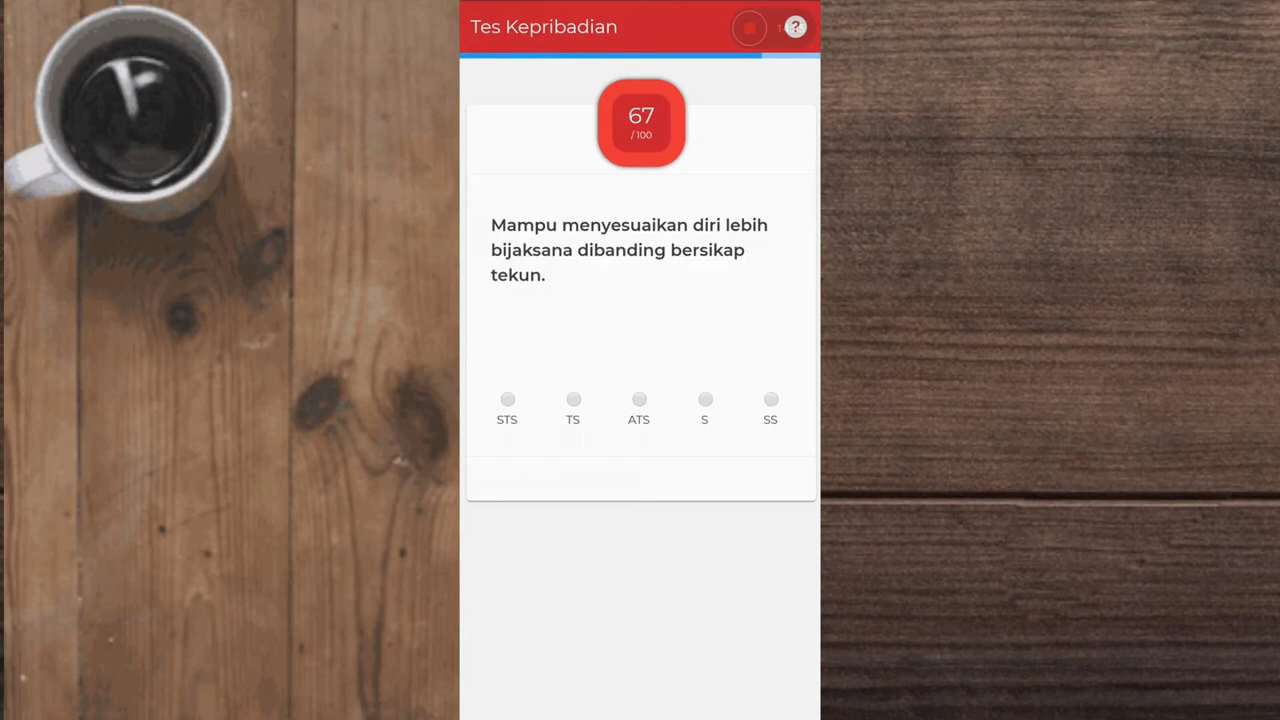 Tes Kepribadian
?
67
/ 100
Mampu menyesuaikan diri lebih
bijaksana dibanding bersikap
tekun.
STS TS ATS S SS